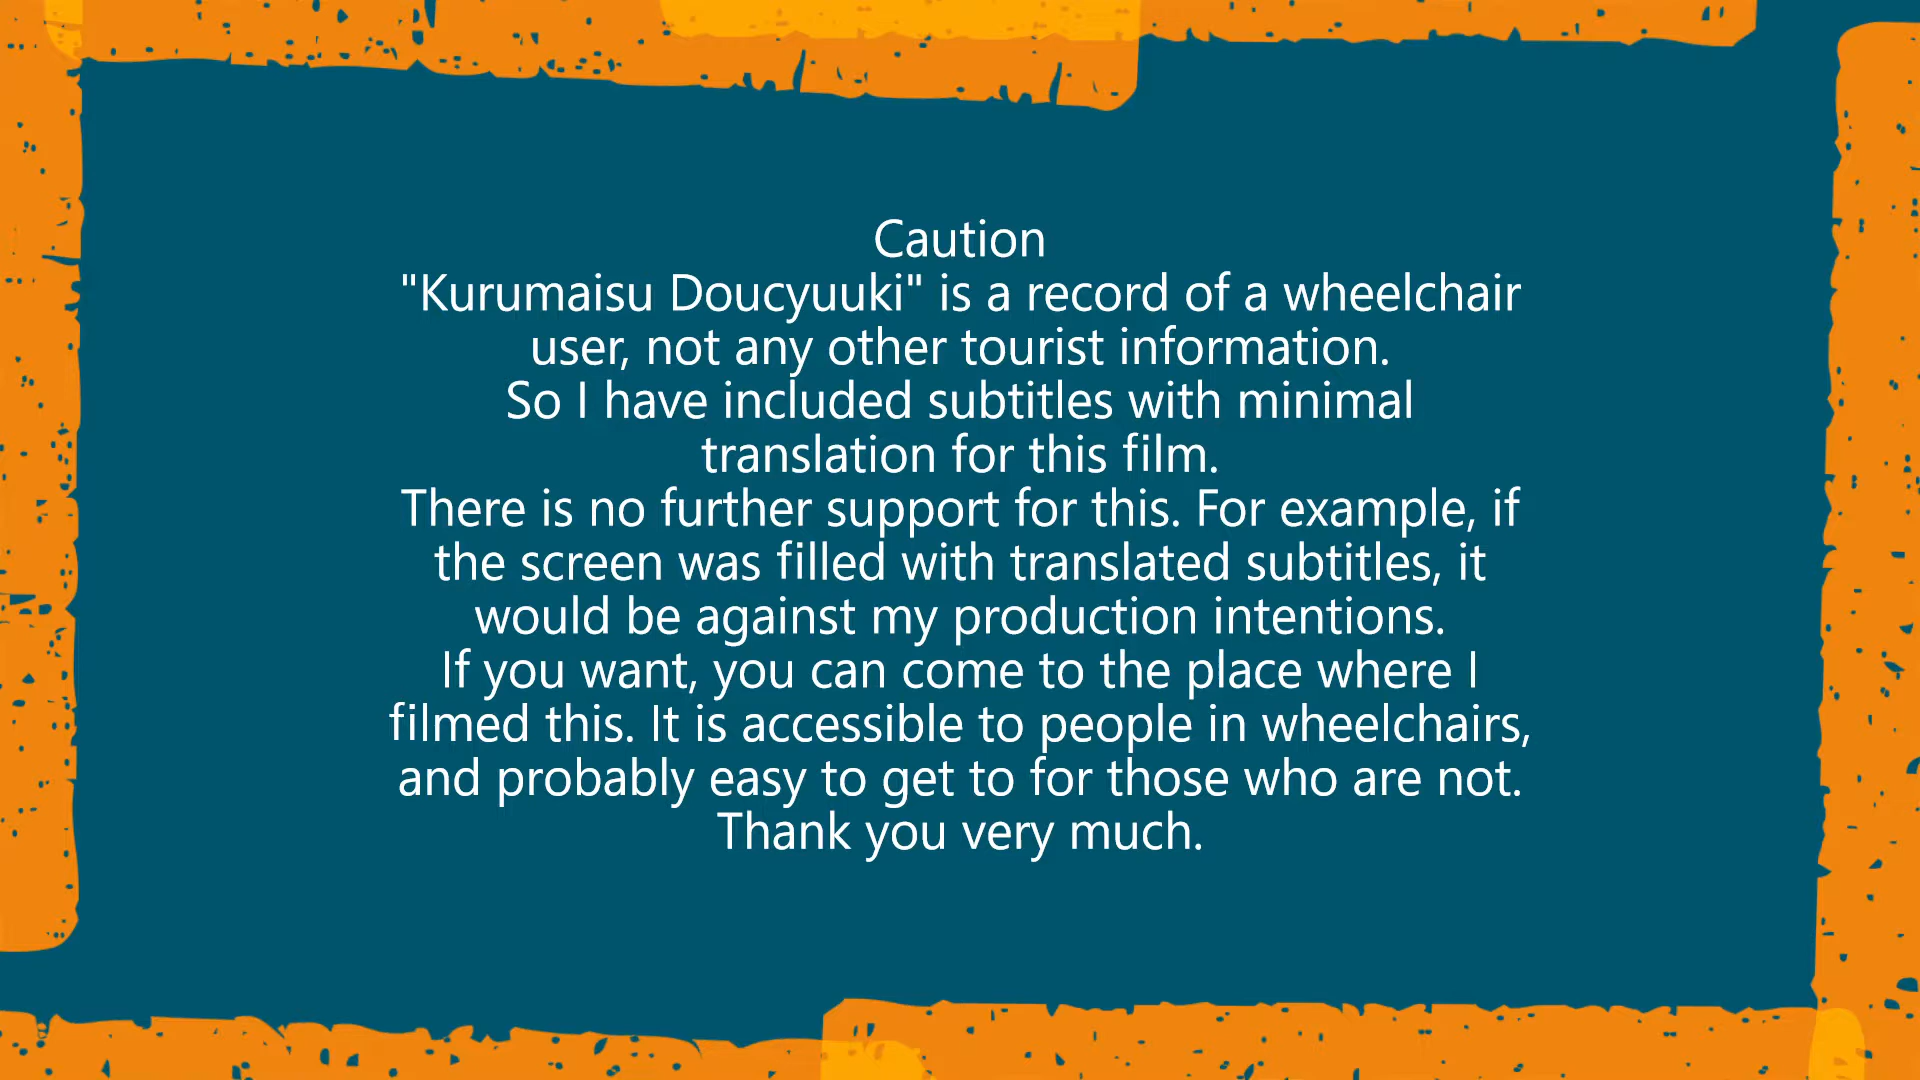 Caution
"Kurumaisu Doucyuuki" is a record of a wheelchair
user, not any other tourist information.
So I have included subtitles with minimal
translation for this film.
There is no further support for this. For example, if
the screen was filled with translated subtitles, it
would be against my production intentions.
If you want, you can come to the place where I
filmed this. It is accessible to people in wheelchairs,
and probably easy to get to for those who are not.
Thank you very much.